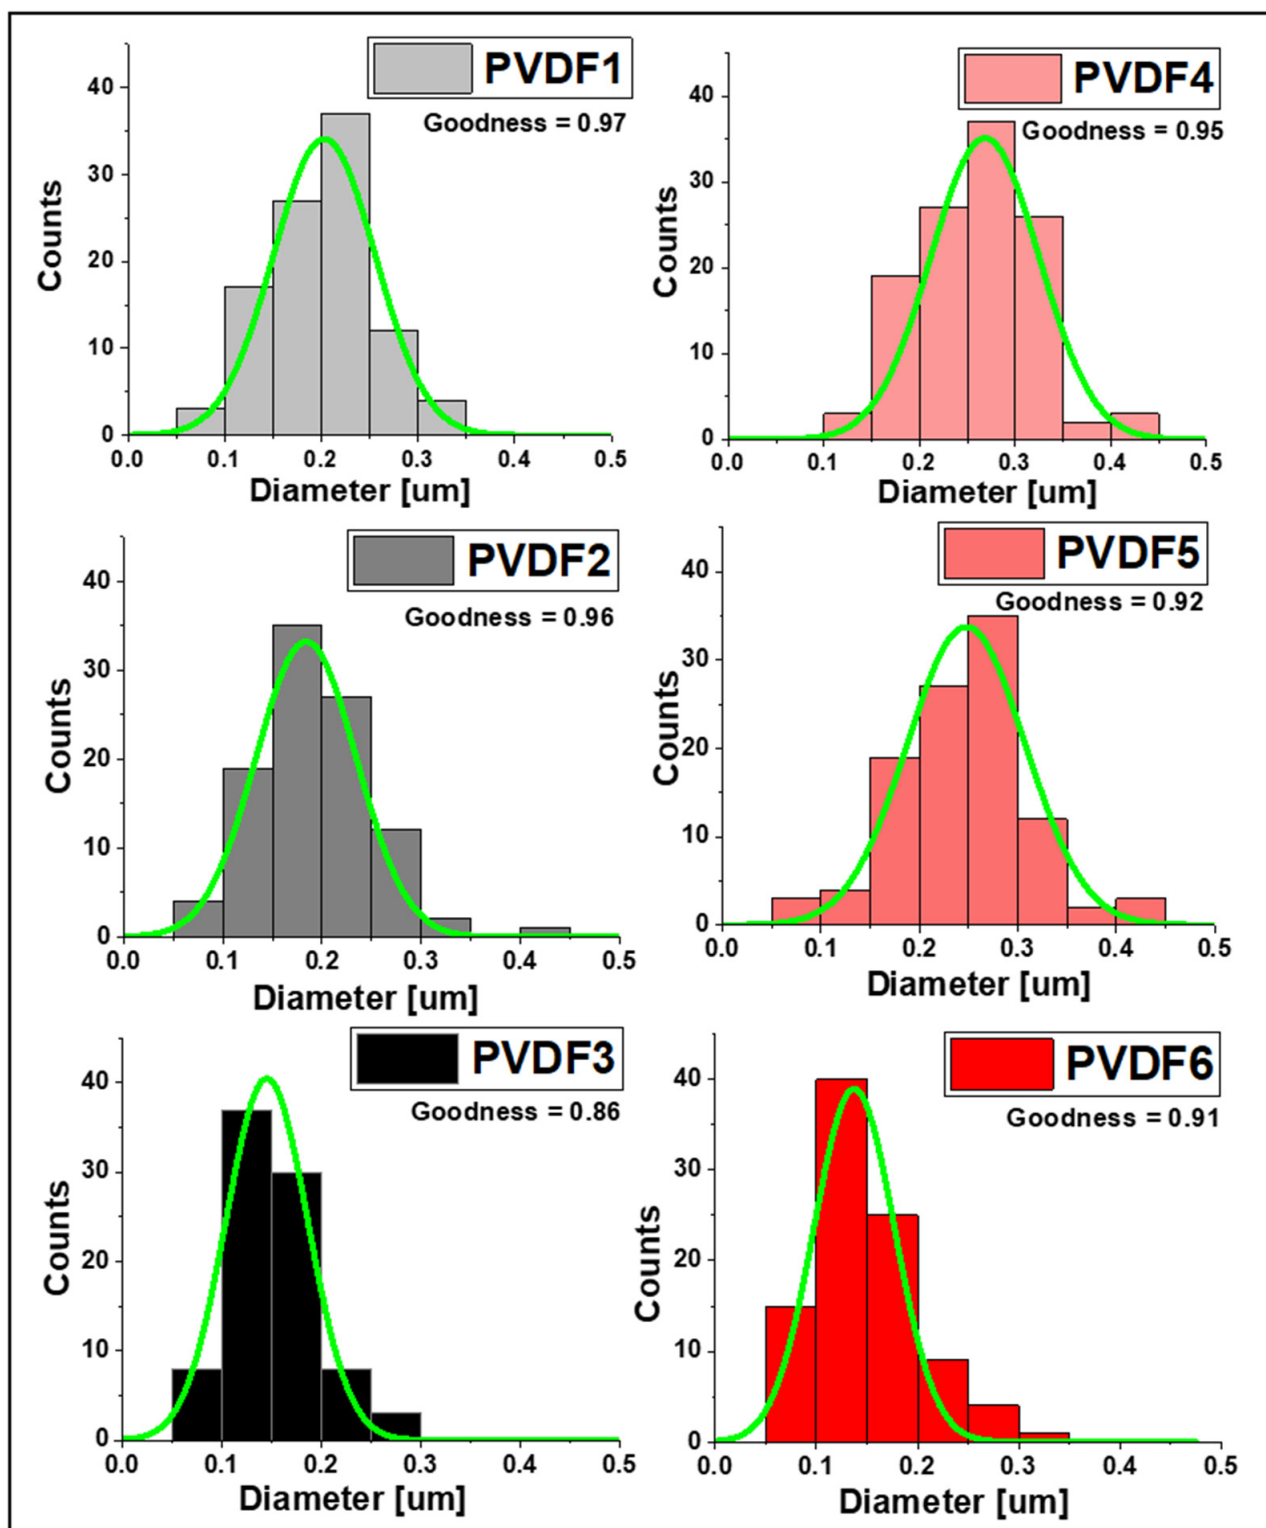 PVDF1
Goodness = 0.97
40
30
20
10
0
Counts
0.0 0.1 0.2 0.3 0.4 0.5
Diameter [um]
PVDF4
Goodness = 0.95
40
30
20
10
0
Counts
0.0 0.1 0.2 0.3 0.4 0.5
Diameter [um]
PVDF2
Goodness = 0.96
40
30
20
10
0
Counts
0.0 0.1 0.2 0.3 0.4 0.5
Diameter [um]
PVDF5
Goodness = 0.92
40
30
20
10
0
Counts
0.0 0.1 0.2 0.3 0.4 0.5
Diameter [um]
PVDF3
Goodness = 0.86
40
30
20
10
0
Counts
0.0 0.1 0.2 0.3 0.4 0.5
Diameter [um]
PVDF6
Goodness = 0.91
40
30
20
10
0
Counts
0.0 0.1 0.2 0.3 0.4 0.5
Diameter [um]